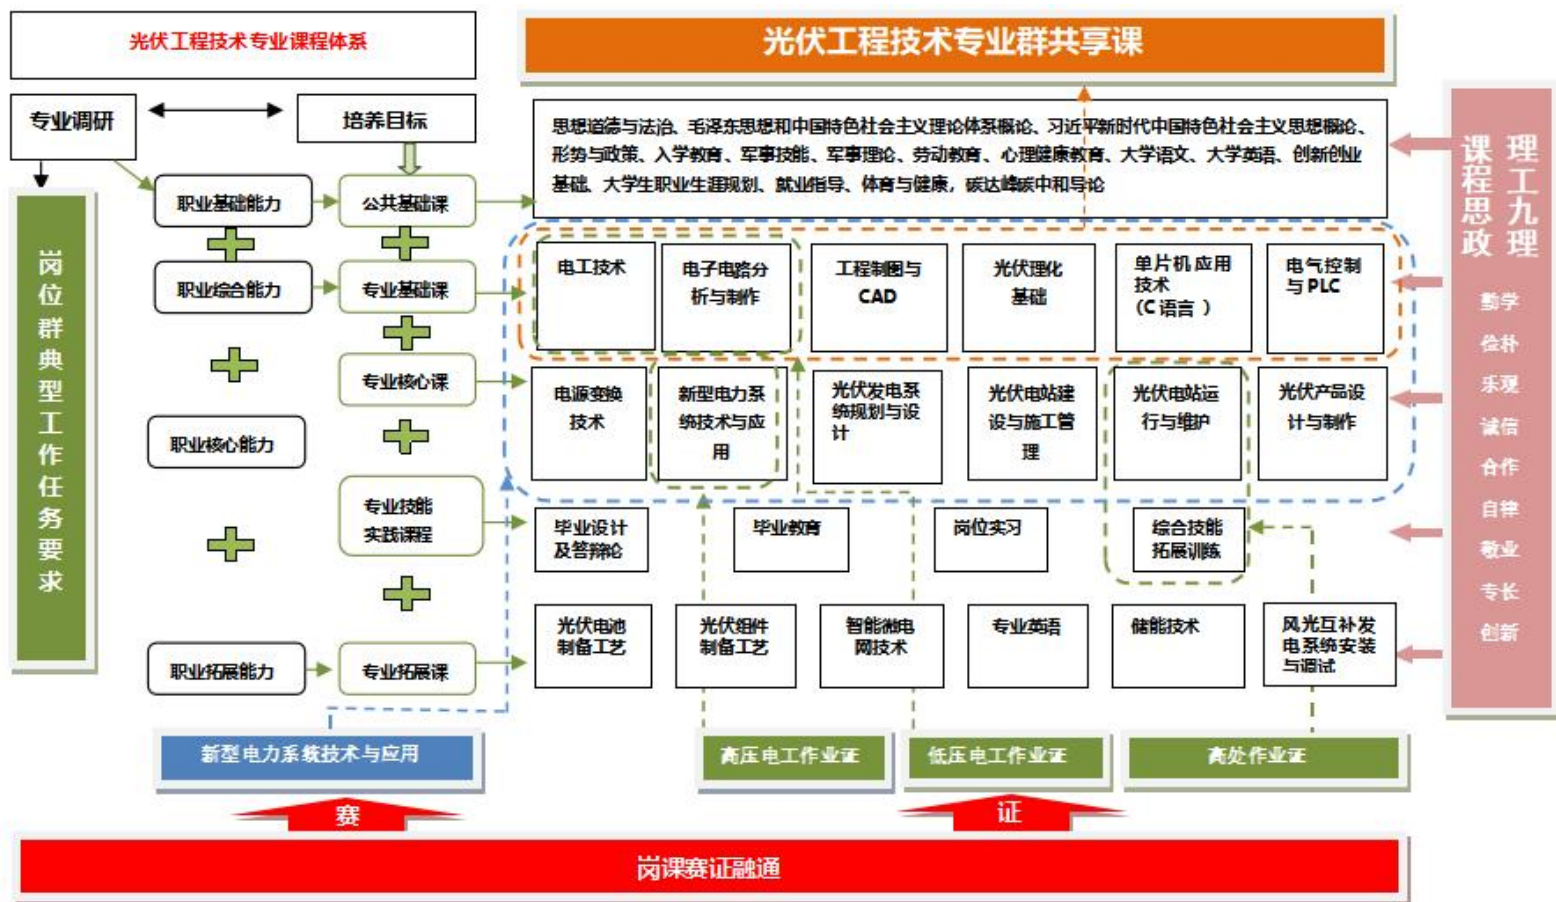 光伏工程技术专业课程体系
光伏工程技术专业群共享课
专业调研
培养目标
思想道德与法治、毛泽东思想和中国特色社会主义理论体系概论、习近平新时代中国特色社会主义思想概论、
形势与政策、入学教育、军事技能、军事理论、劳动教育、心理健康教育、大学语文、大学英语、创新创业
基础、大学生职业生涯规划、就业指导、体育与健康，碳达峰碳中和导论
职业基础能力
公共基础课
岗位群典型工作任务要求
职业综合能力
专业基础课
电工技术
电子电路分
析与制作
工程制图与
CAD
光伏理化
基础
单片机应用
技术
（C语言 ）
电气控制
与PLC
专业核心课
职业核心能力
电源变换
技术
新型电力系
统技术与应
用
光伏发电系
统规划与设
计
光伏电站建
设与施工管
理
光伏电站运
行与维护
光伏产品设
计与制作
专业技能
实践课程
毕业设计
及答辩论
毕业教育
岗位实习
综合技能
拓展训练
职业拓展能力
专业拓展课
光伏电池
制备工艺
光伏组件
制备工艺
智能微电
网技术
专业英语
储能技术
风光互补发
电系统安装
与调试
理工九理
课程思政
勤学
俭朴
乐观
诚信
合作
自律
敬业
专长
创新
新型电力系统技术与应用
高压电工作业证
低压电工作业证
高处作业证
赛
证
岗课赛证融通